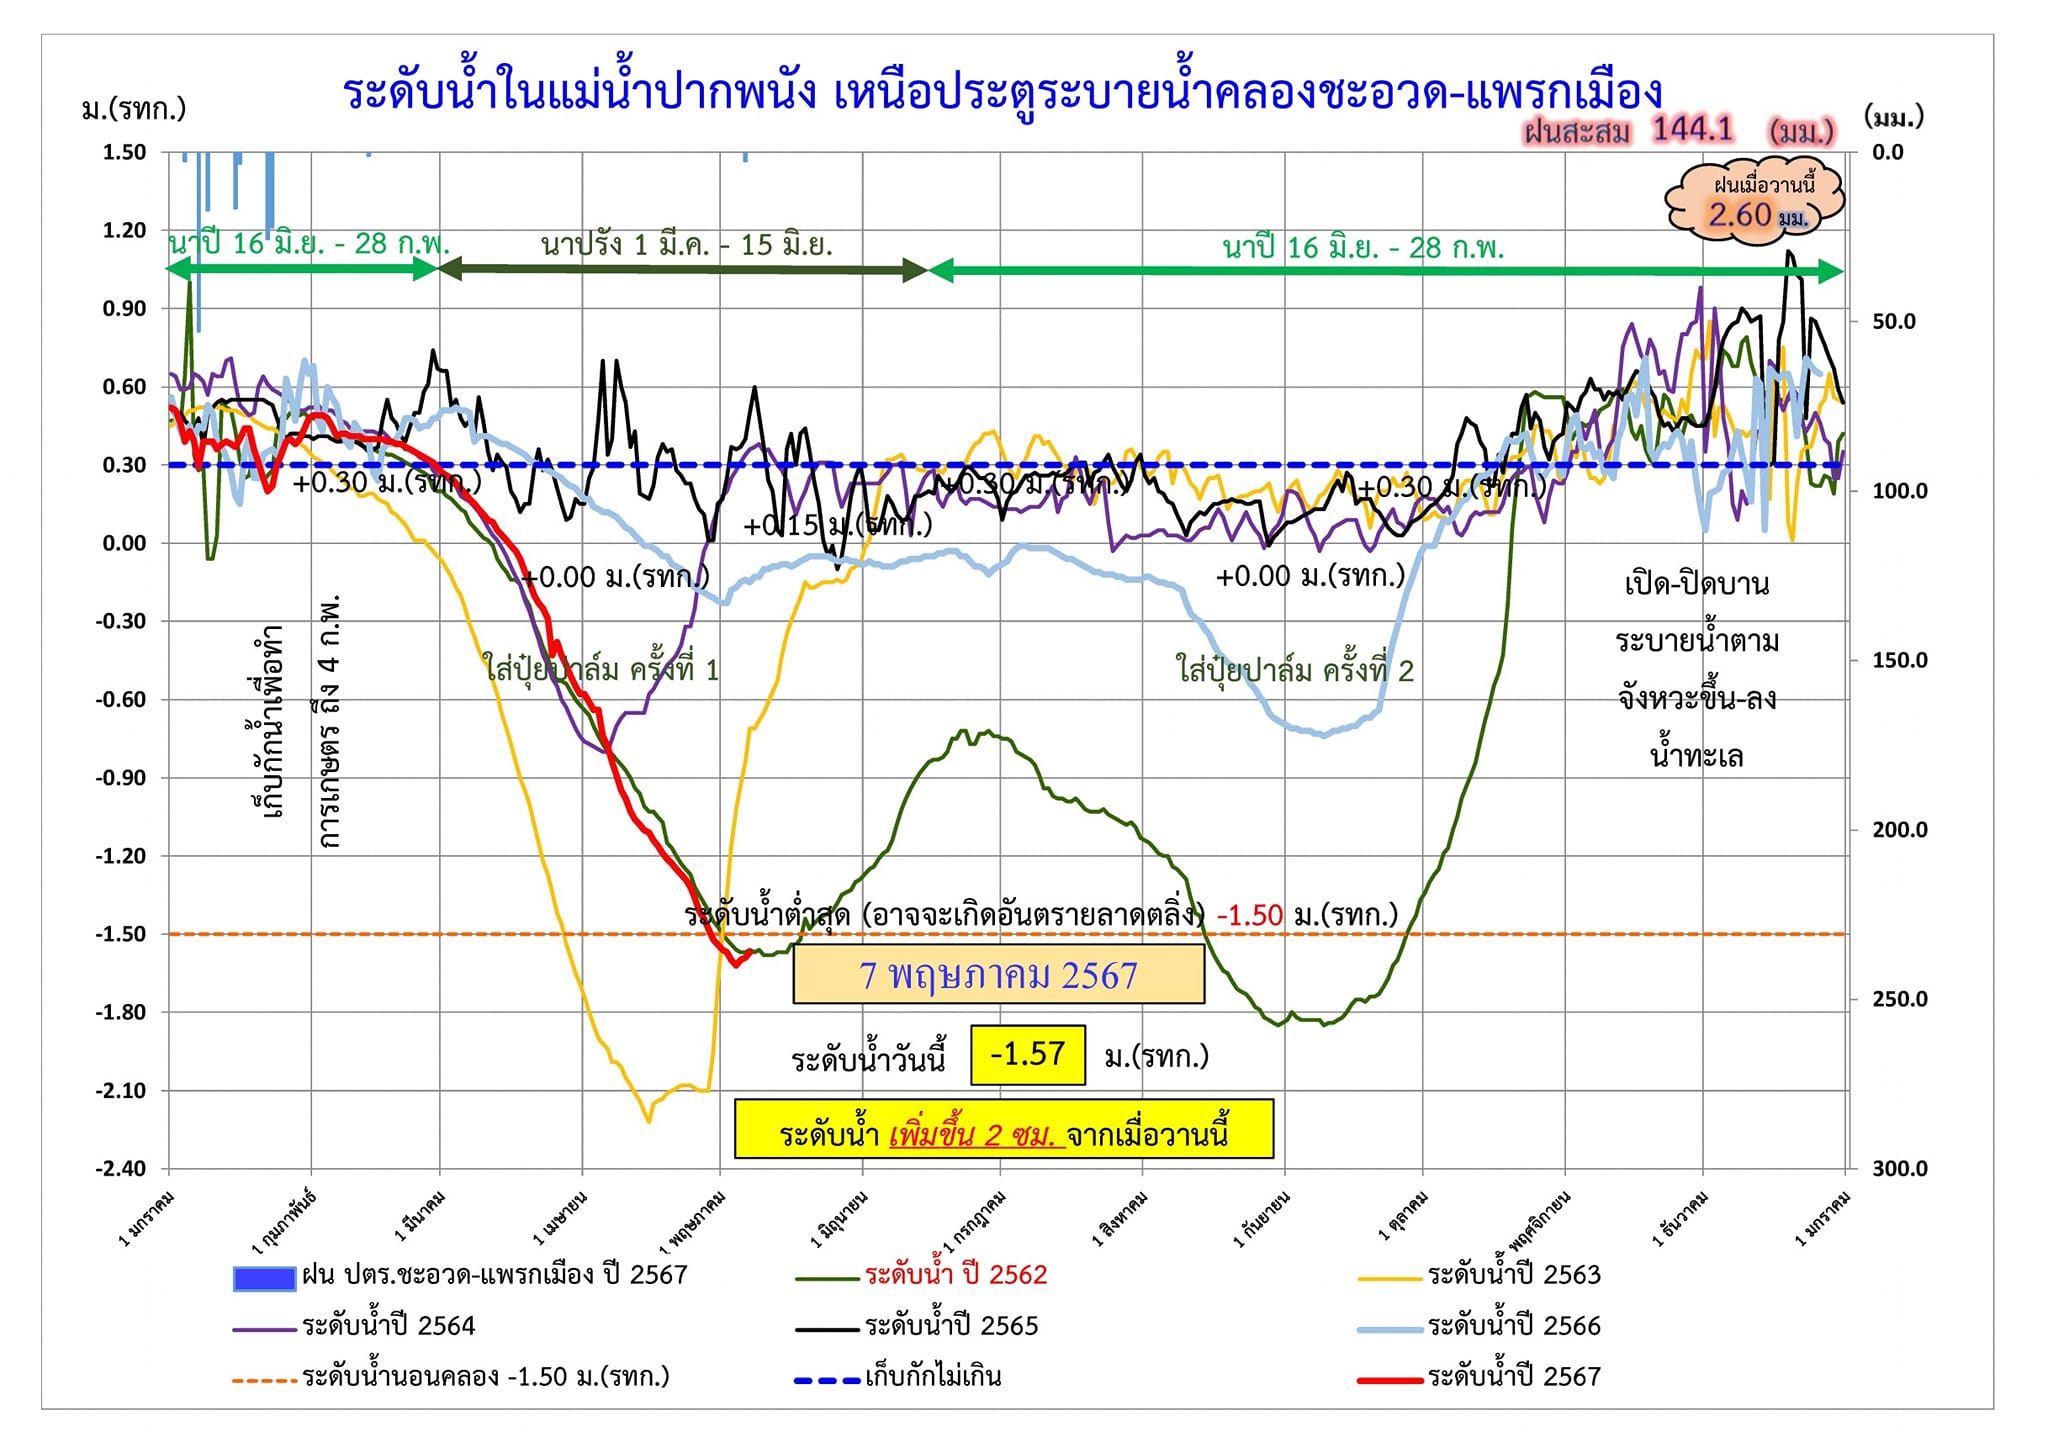 ระดับน้ำในแม่น้ำปากพนัง เหนือประตูระบายน้ำคลองชะอวด-แพรกเมือง
ม.(รทก.)
(มม.)
ฝนสะสม 144.1 (มม.)
ฝนเมื่อวานนี้
2.60 มม.
1.50
1.20
0.90
0.60
0.30
0.00
-0.30
-0.60
-0.90
-1.20
-1.50
-1.80
-2.10
-2.40
0.0
50.0
100.0
150.0
200.0
250.0
300.0
นาปี 16 มิ.ย. - 28 ก.พ.
นาปรัง 1 มี.ค. - 15 มิ.ย.
นาปี 16 มิ.ย. - 28 ก.พ.
+0.30 ม.(รทก.)
+0.15 ม.(รทก.)
+0.30 ม.(รทก.)
+0.30 ม.(รทก.)
+0.00 ม.(รทก.)
+0.00 ม.(รทก.)
เก็บกักน้ำเพื่อทำ
การเกษตร ถึง 4 ก.พ.
ใส่ปุ๋ยปาล์ม ครั้งที่ 1
ใส่ปุ๋ยปาล์ม ครั้งที่ 2
เปิด-ปิดบาน
ระบายน้ำตาม
จังหวะขึ้น-ลง
น้ำทะเล
ระดับน้ำต่ำสุด (อาจจะเกิดอันตรายลาดตลิ่ง) -1.50 ม.(รทก.)
7 พฤษภาคม 2567
ระดับน้ำวันนี้ -1.57 ม.(รทก.)
ระดับน้ำ เพิ่มขึ้น 2 ซม. จากเมื่อวานนี้
1 มกราคม
1 กุมภาพันธ์
1 มีนาคม
1 เมษายน
1 พฤษภาคม
1 มิถุนายน
1 กรกฎาคม
1 สิงหาคม
1 กันยายน
1 ตุลาคม
พฤศจิกายน
1 ธันวาคม
1 มกราคม
ฝน ปตร.ชะอวด-แพรกเมือง ปี 2567
ระดับน้ำ ปี 2562
ระดับน้ำปี 2563
ระดับน้ำปี 2564
ระดับน้ำปี 2565
ระดับน้ำปี 2566
ระดับน้ำนอนคลอง -1.50 ม.(รทก.)
เก็บกักไม่เกิน
ระดับน้ำปี 2567